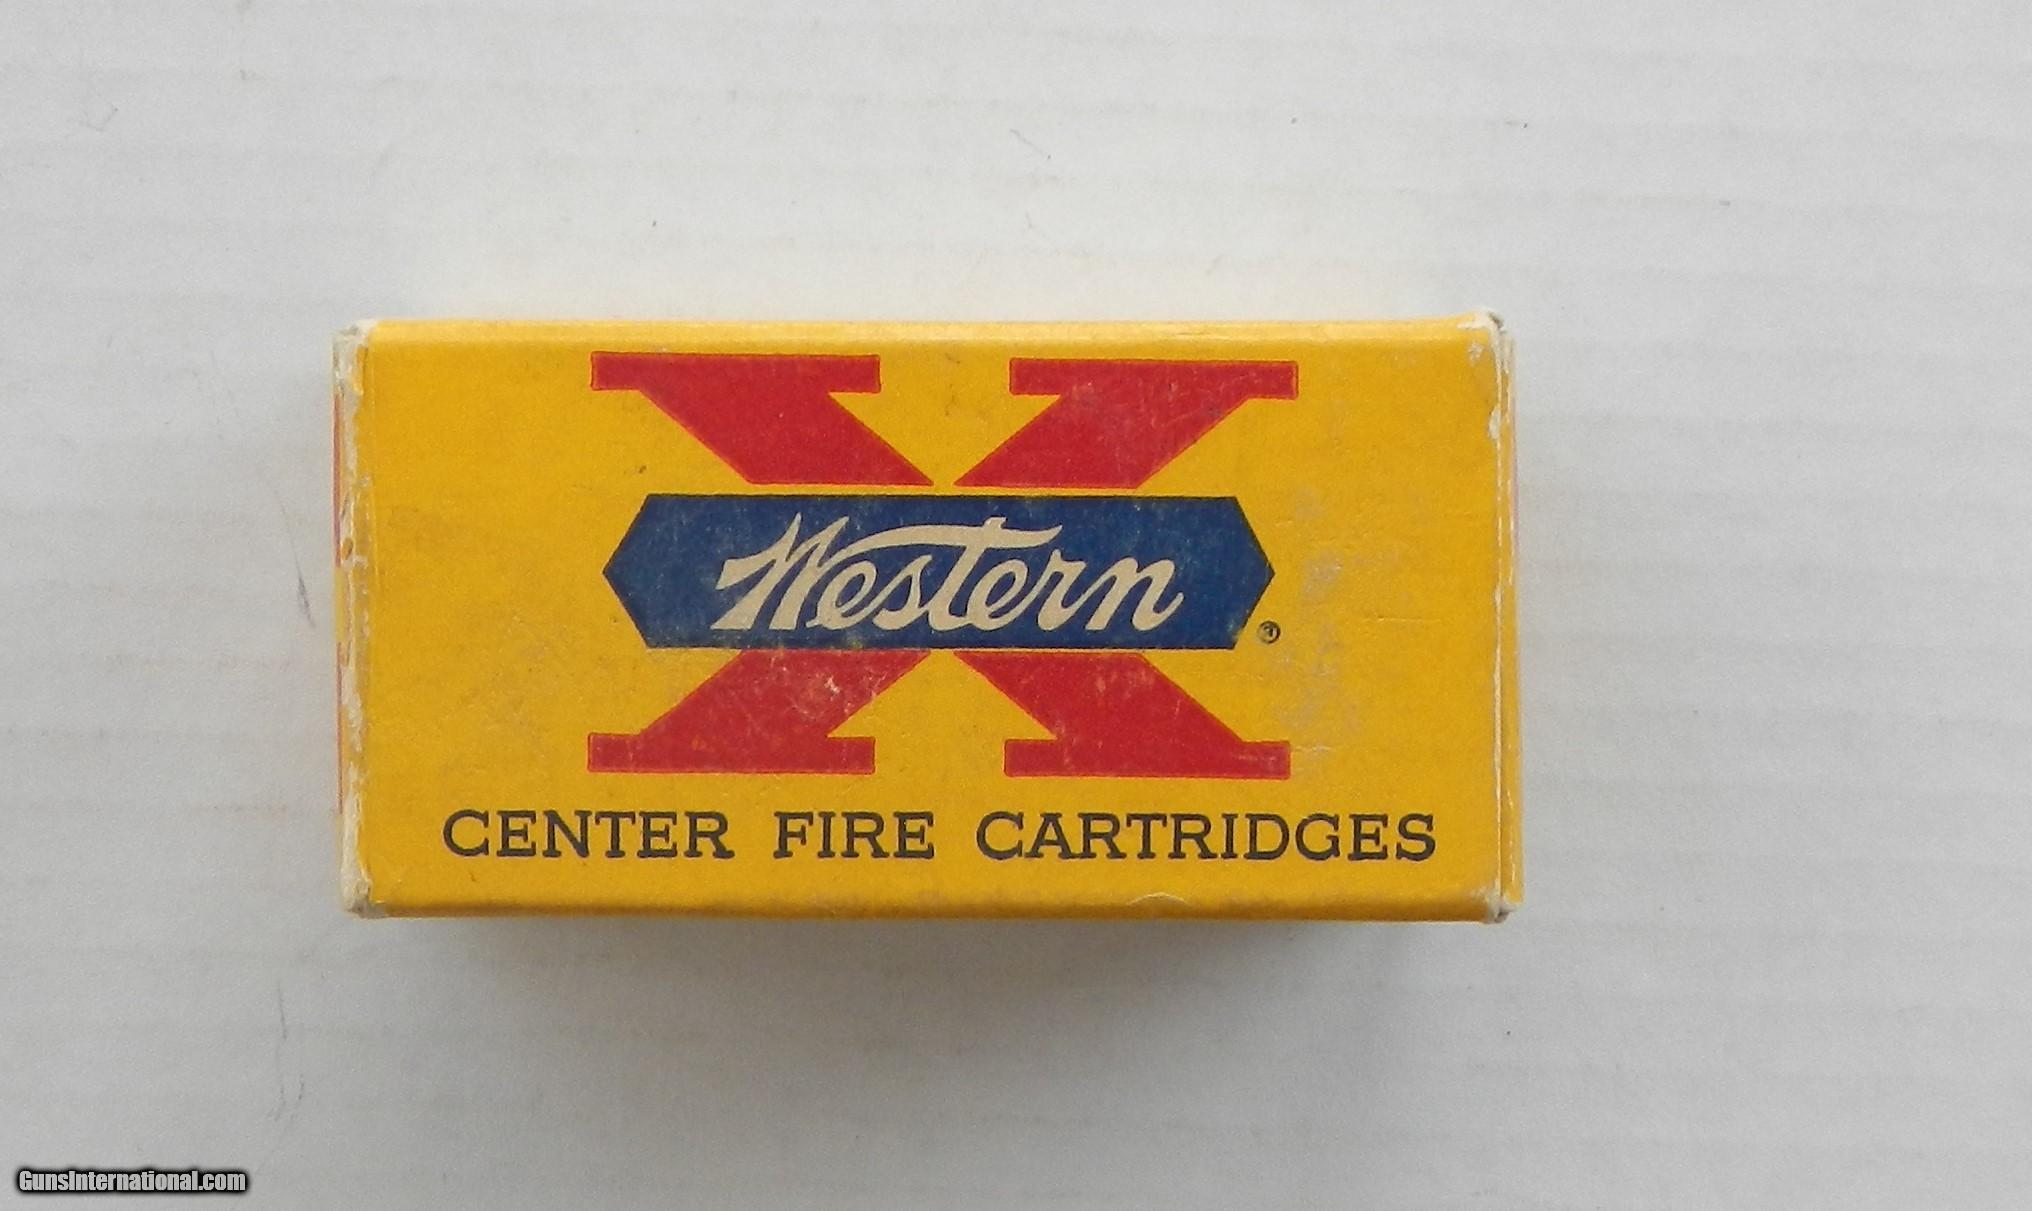 Western
®
CENTER FIRE CARTRIDGES
GunsInternational.com